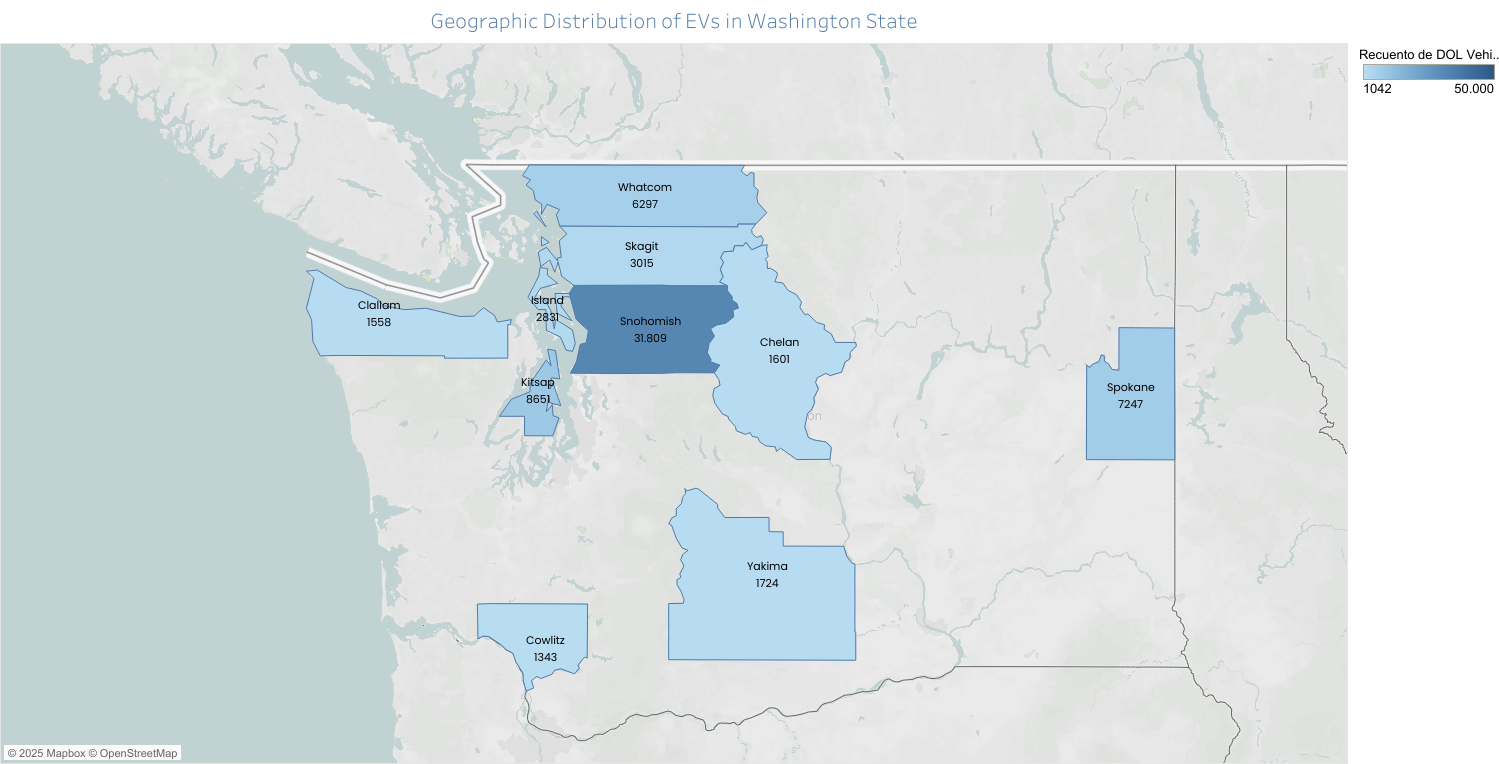 Geographic Distribution of EVs in Washington State
Recuento de DOL Vehi..
1042 50.000
Whatcom
6297
Skagit
3015
Clallam
1558
Island
2831
Snohomish
31.809
Chelan
1601
Kitsap
8651
Spokane
7247
on
Yakima
1724
Cowlitz
1343
© 2025 Mapbox © OpenStreetMap